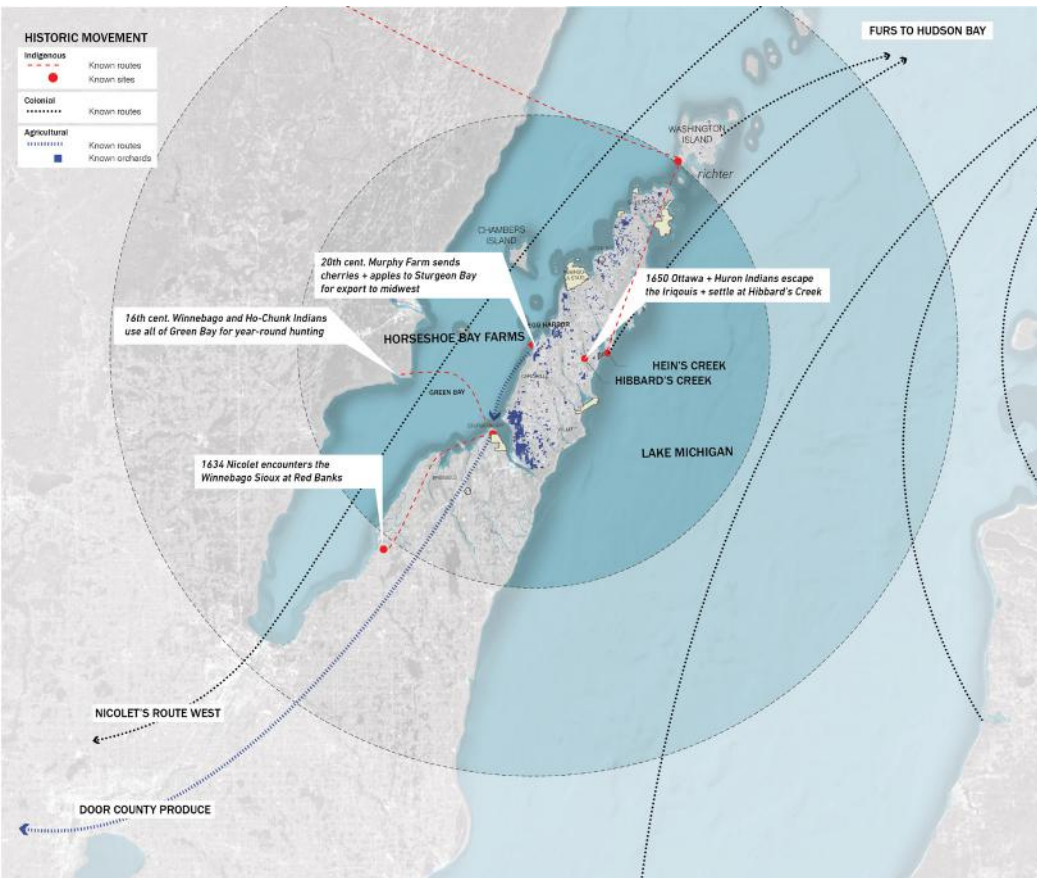 HISTORIC MOVEMENT
Indigenous
Known routes
Known sites
Colonial
Known routes
Agricultural
Known routes
Known orchards
FURS TO HUDSON BAY
WASHINGTON
ISLAND
richter
CHAMBERS
ISLAND
20th cent. Murphy Farm sends
cherries + apples to Sturgeon Bay
for export to midwest
1650 Ottawa + Huron Indians escape
the Iriqouis + settle at Hibbard's Creek
16th cent. Winnebago and Ho-Chunk Indians
use all of Green Bay for year-round hunting
EGG HARBOR
HORSESHOE BAY FARMS
HEIN'S CREEK
HIBBARD'S CREEK
GREEN BAY
LAKE MICHIGAN
1634 Nicolet encounters the
Winnebago Sioux at Red Banks
NICOLET'S ROUTE WEST
DOOR COUNTY PRODUCE